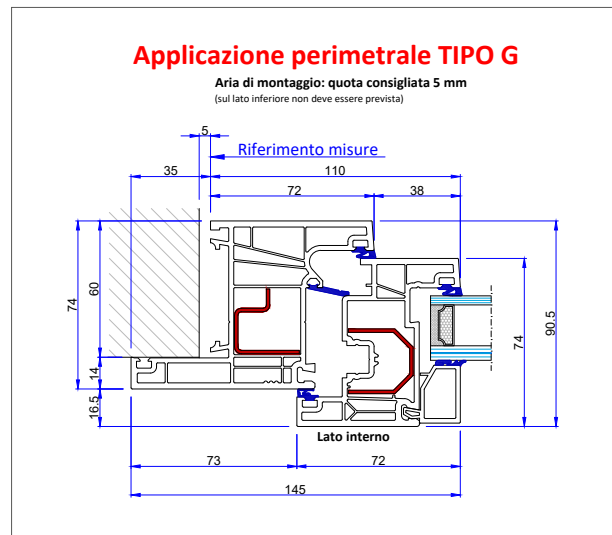 Applicazione perimetrale TIPO G
Aria di montaggio: quota consigliata 5 mm
(sul lato inferiore non deve essere prevista)
5
Riferimento misure
35
110
72
38
74
60
14
16.5
74
90.5
Lato interno
73
72
145